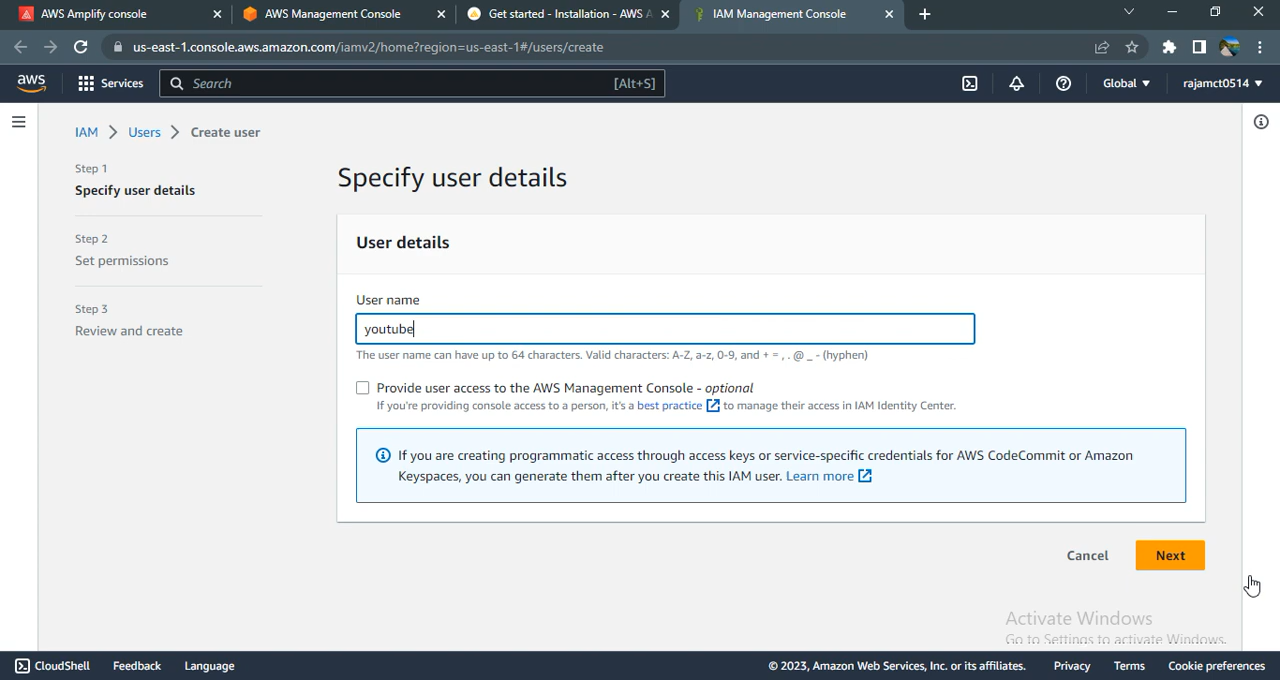 AWS Amplify console
AWS Management Console
Get started - Installation - AWS A
IAM Management Console
us-east-1.console.aws.amazon.com/iamv2/home?region=us-east-1#/users/create
aws
Services
Search
[Alt+S]
Global
rajamct0514
IAM
Users
Create user
Step 1
Specify user details
Step 2
Set permissions
Step 3
Review and create
Specify user details
User details
User name
youtube
The user name can have up to 64 characters. Valid characters: A-Z, a-z, 0-9, and + = , . @ _ - (hyphen)
Provide user access to the AWS Management Console - optional
If you're providing console access to a person, it's a best practice to manage their access in IAM Identity Center.
If you are creating programmatic access through access keys or service-specific credentials for AWS CodeCommit or Amazon
Keyspaces, you can generate them after you create this IAM user. Learn more
Cancel
Next
Activate Windows
Go to Settings to activate Windows.
CloudShell
Feedback
Language
© 2023, Amazon Web Services, Inc. or its affiliates.
Privacy
Terms
Cookie preferences